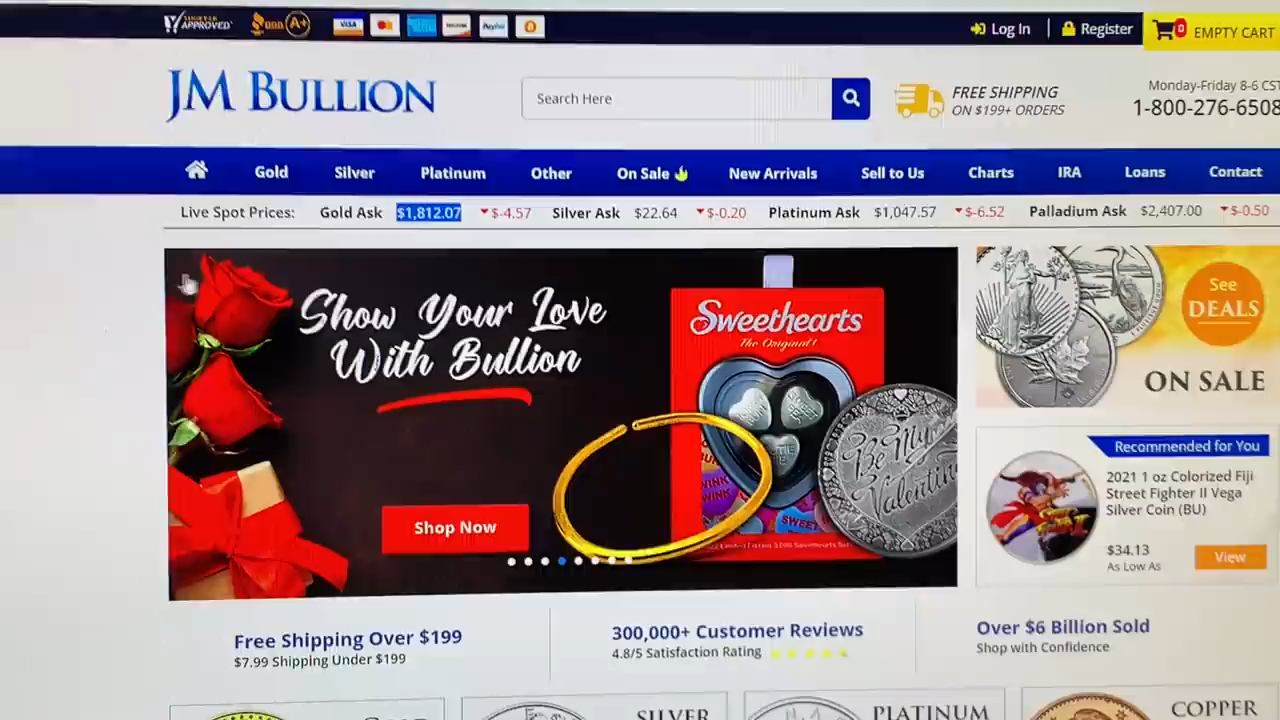 APPROVED
BBB A+
VISA
PayPal
Log In
Register
0 EMPTY CART
JM BULLION
Search Here
FREE SHIPPING
ON $199+ ORDERS
Monday-Friday 8-6 CST
1-800-276-6508
Gold Silver Platinum Other On Sale New Arrivals Sell to Us Charts IRA Loans Contact
Live Spot Prices: Gold Ask $1,812.07 $-4.57 Silver Ask $22.64 $-0.20 Platinum Ask $1,047.57 $-6.52 Palladium Ask $2,407.00 $-0.50
Show Your Love
With Bullion
Shop Now
Sweethearts
The Original!
Be My
Valentin
See
DEALS
ON SALE
Recommended for You
2021 1 oz Colorized Fiji
Street Fighter II Vega
Silver Coin (BU)
$34.13
As Low As
View
Free Shipping Over $199
$7.99 Shipping Under $199
300,000+ Customer Reviews
4.8/5 Satisfaction Rating
Over $6 Billion Sold
Shop with Confidence
SILVER
PLATINUM
COPPER